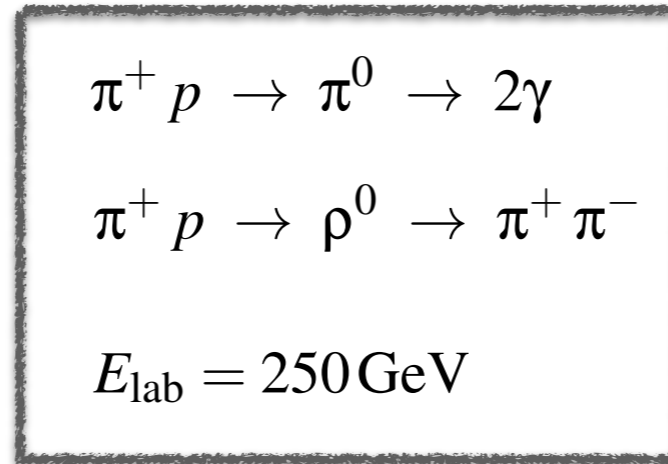 π⁺ p → π⁰ → 2γ
π⁺ p → ρ⁰ → π⁺ π⁻
E_lab = 250 GeV